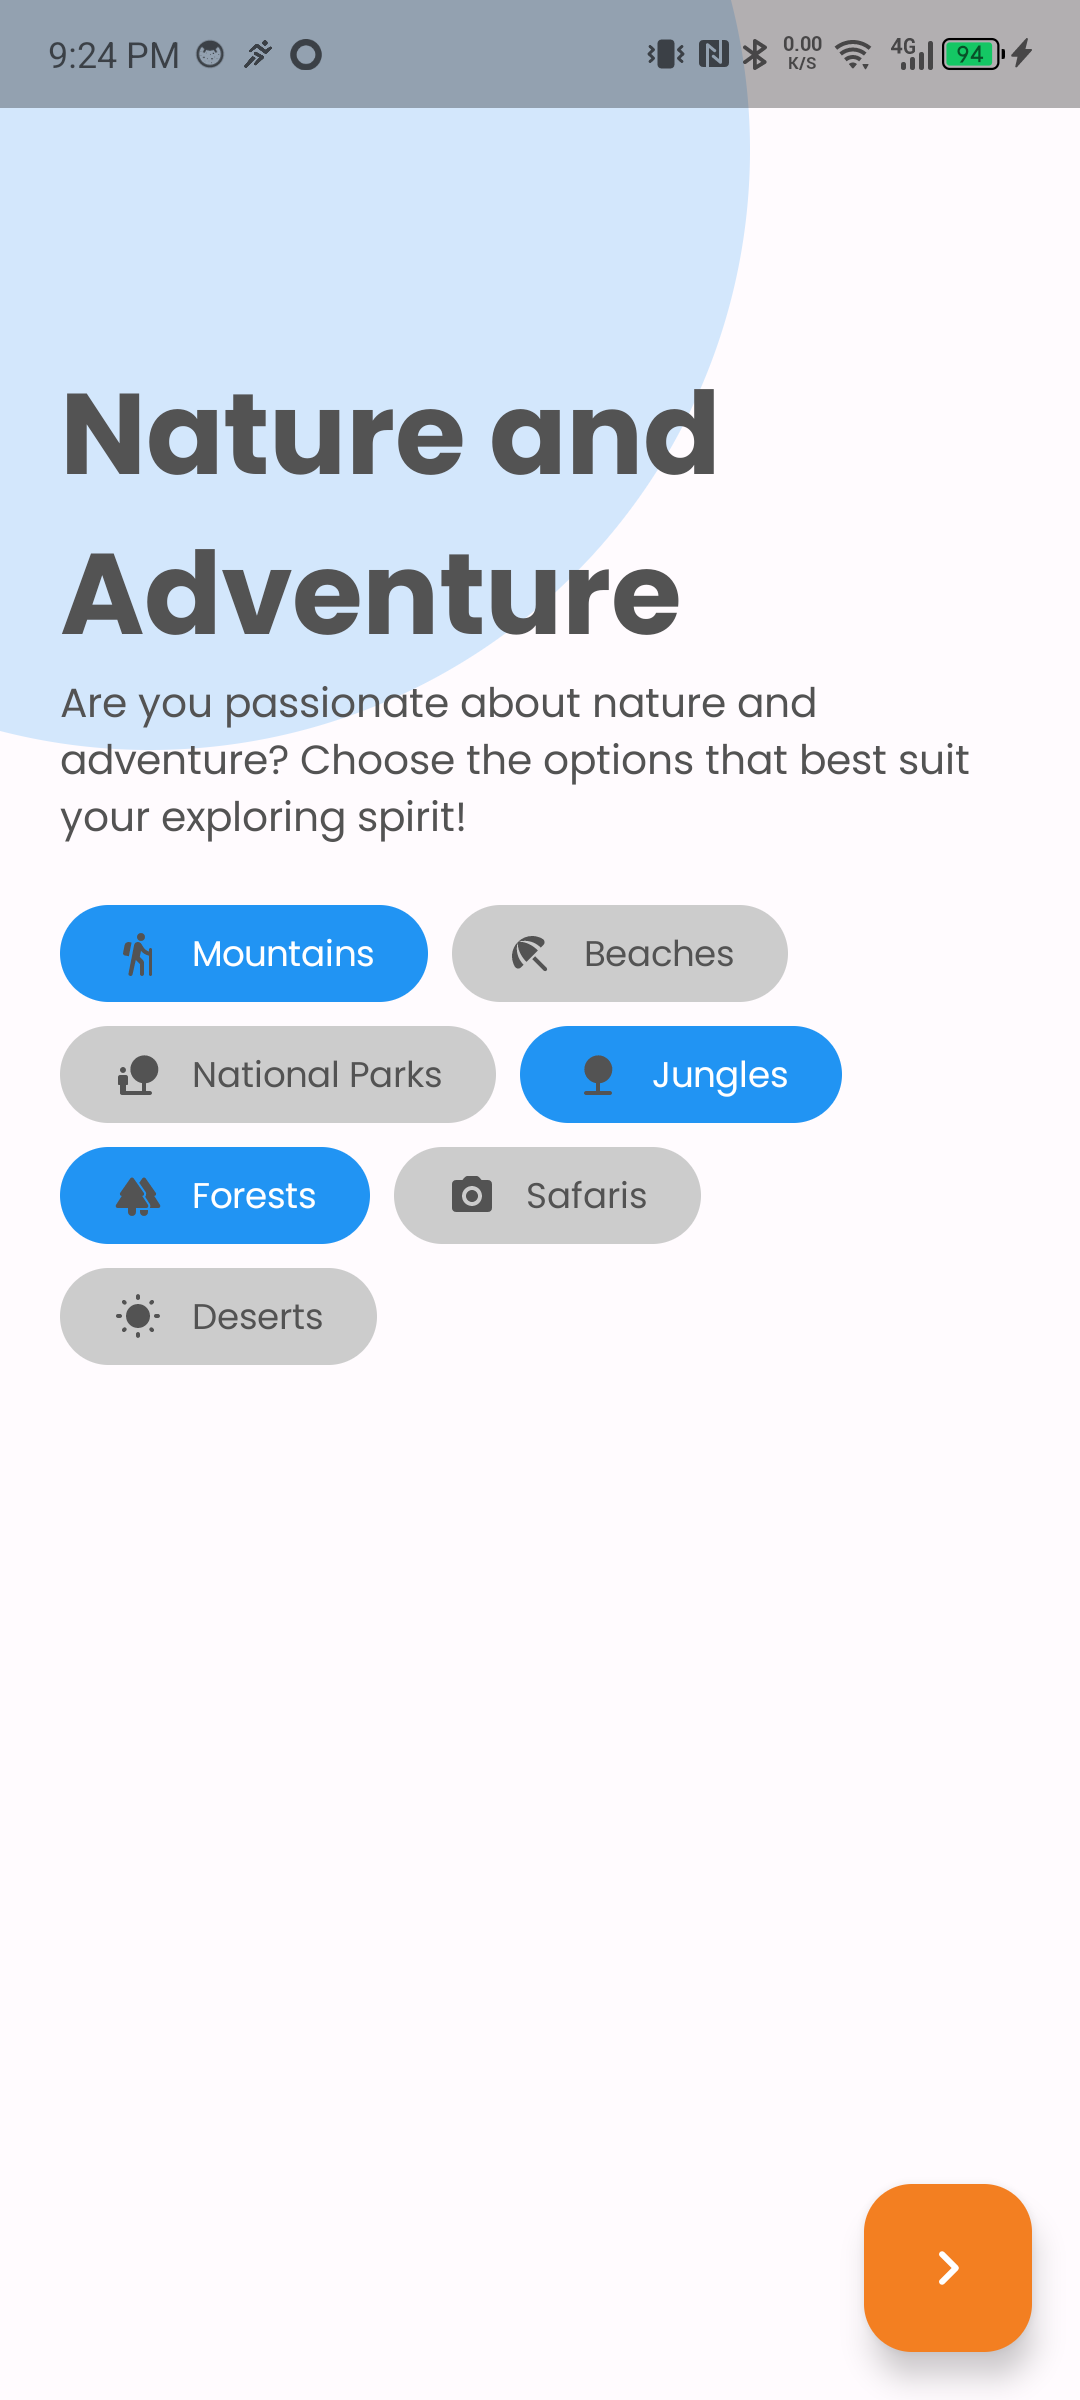 9:24 PM 0.00 K/S 4G 94
Nature and
Adventure
Are you passionate about nature and
adventure? Choose the options that best suit
your exploring spirit!
Mountains Beaches
National Parks Jungles
Forests Safaris
Deserts